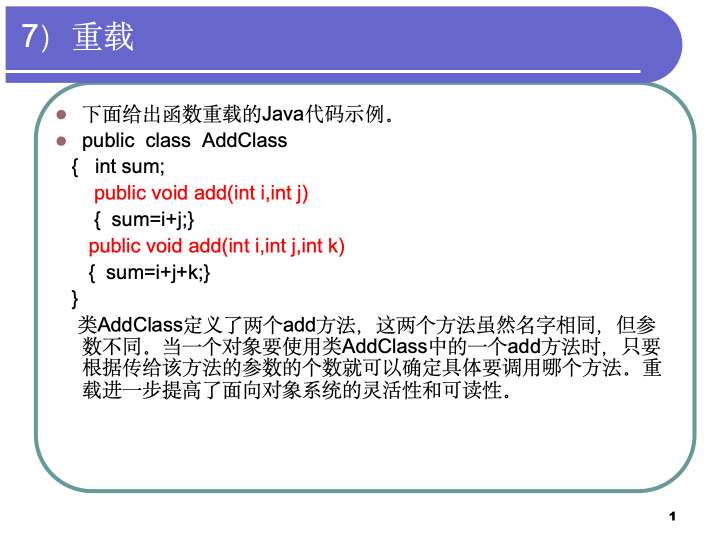 7）重载
下面给出函数重载的Java代码示例。
public class AddClass
{ int sum;
public void add(int i,int j)
{ sum=i+j;}
public void add(int i,int j,int k)
{ sum=i+j+k;}
}
类AddClass定义了两个add方法，这两个方法虽然名字相同，但参
数不同。当一个对象要使用类AddClass中的一个add方法时，只要
根据传给该方法的参数的个数就可以确定具体要调用哪个方法。重
载进一步提高了面向对象系统的灵活性和可读性。
1